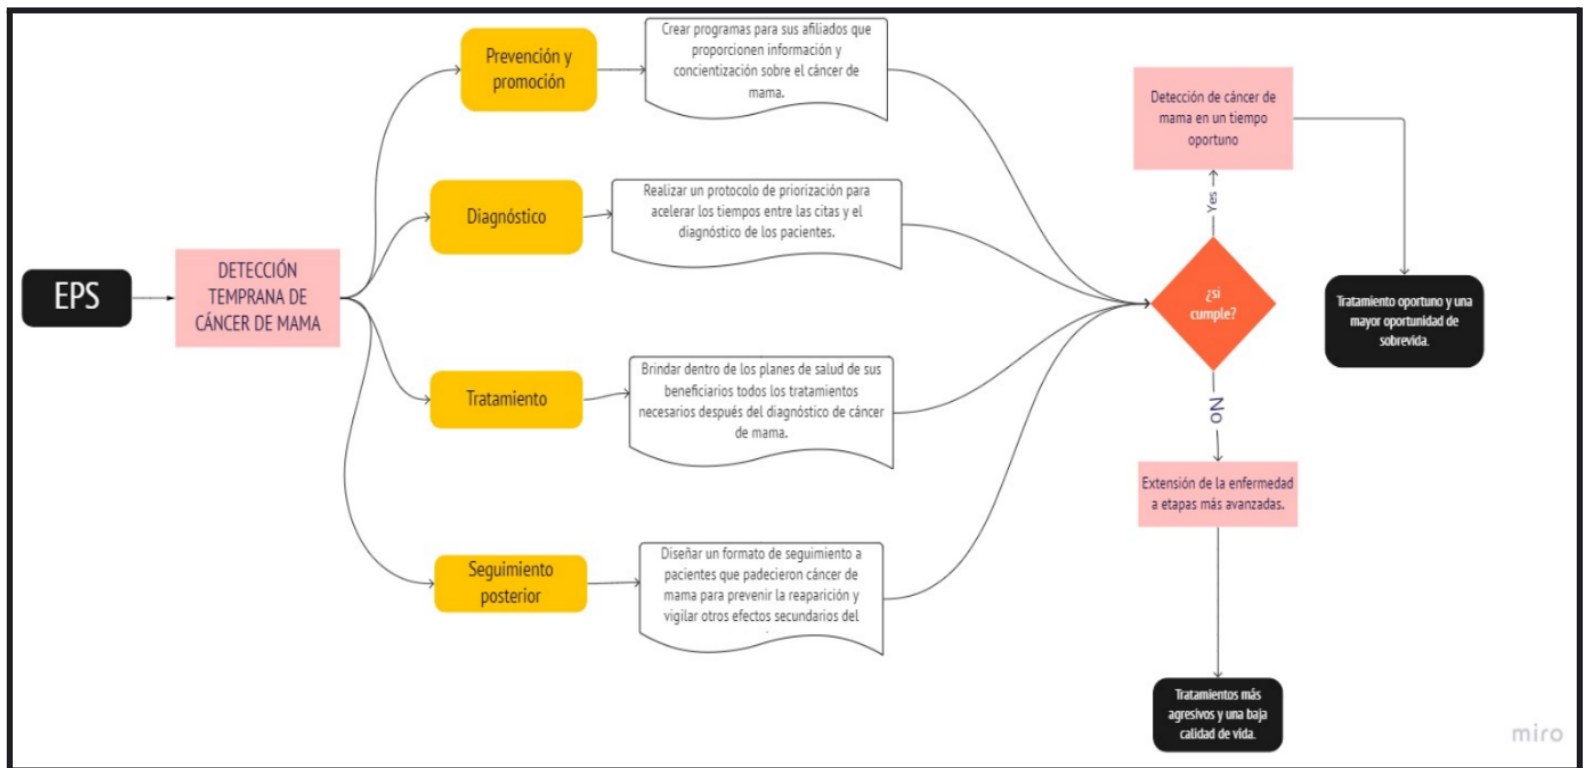 EPS
DETECCIÓN
TEMPRANA DE
CÁNCER DE MAMA
Prevención y
promoción
Crear programas para sus afiliados que
proporcionen información y
concientización sobre el cáncer de
mama.
Diagnóstico
Realizar un protocolo de priorización para
acelerar los tiempos entre las citas y el
diagnóstico de los pacientes.
Tratamiento
Brindar dentro de los planes de salud de sus
beneficiarios todos los tratamientos
necesarios después del diagnóstico de cáncer
de mama.
Seguimiento
posterior
Diseñar un formato de seguimiento a
pacientes que padecieron cáncer de
mama para prevenir la reaparición y
vigilar otros efectos secundarios del
¿si
cumple?
Yes
Detección de cáncer de
mama en un tiempo
oportuno
Tratamiento oportuno y una
mayor oportunidad de
sobrevida.
No
Extensión de la enfermedad
a etapas más avanzadas.
Tratamientos más
agresivos y una baja
calidad de vida.
miro